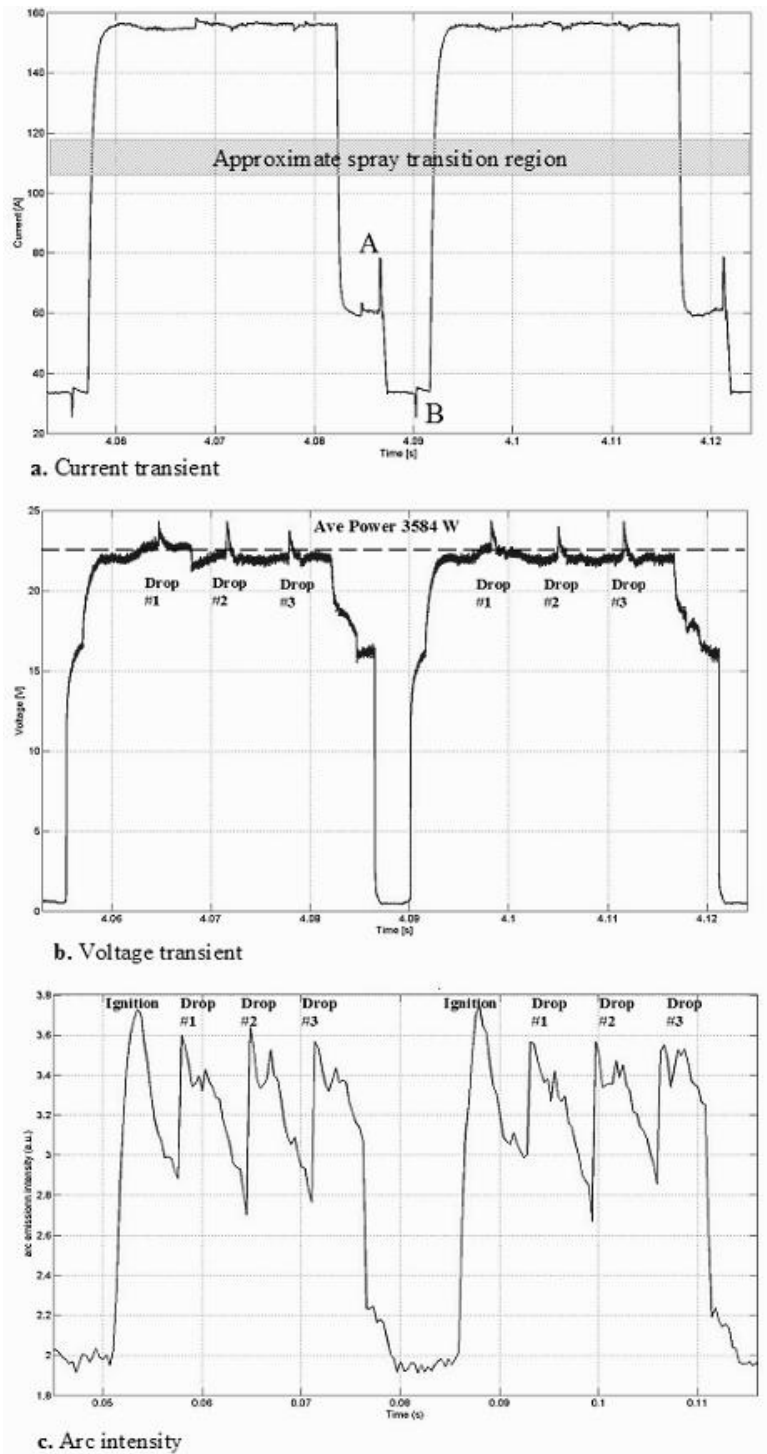 160
140
120
100
80
60
40
20
Current [A]
Approximate spray transition region
A
B
4.06
4.07
4.08
4.09
4.1
4.11
4.12
Time [s]
a. Current transient
25
20
15
10
5
0
Voltage [V]
Ave Power 3584 W
Drop
#1
Drop
#2
Drop
#3
Drop
#1
Drop
#2
Drop
#3
4.06
4.07
4.08
4.09
4.1
4.11
4.12
Time [s]
b. Voltage transient
3.8
3.6
3.4
3.2
3
2.8
2.6
2.4
2.2
2
1.8
arc emissionn intensity (a.u.)
Ignition
Drop
#1
Drop
#2
Drop
#3
Ignition
Drop
#1
Drop
#2
Drop
#3
0.05
0.06
0.07
0.08
0.09
0.1
0.11
Time (s)
c. Arc intensity